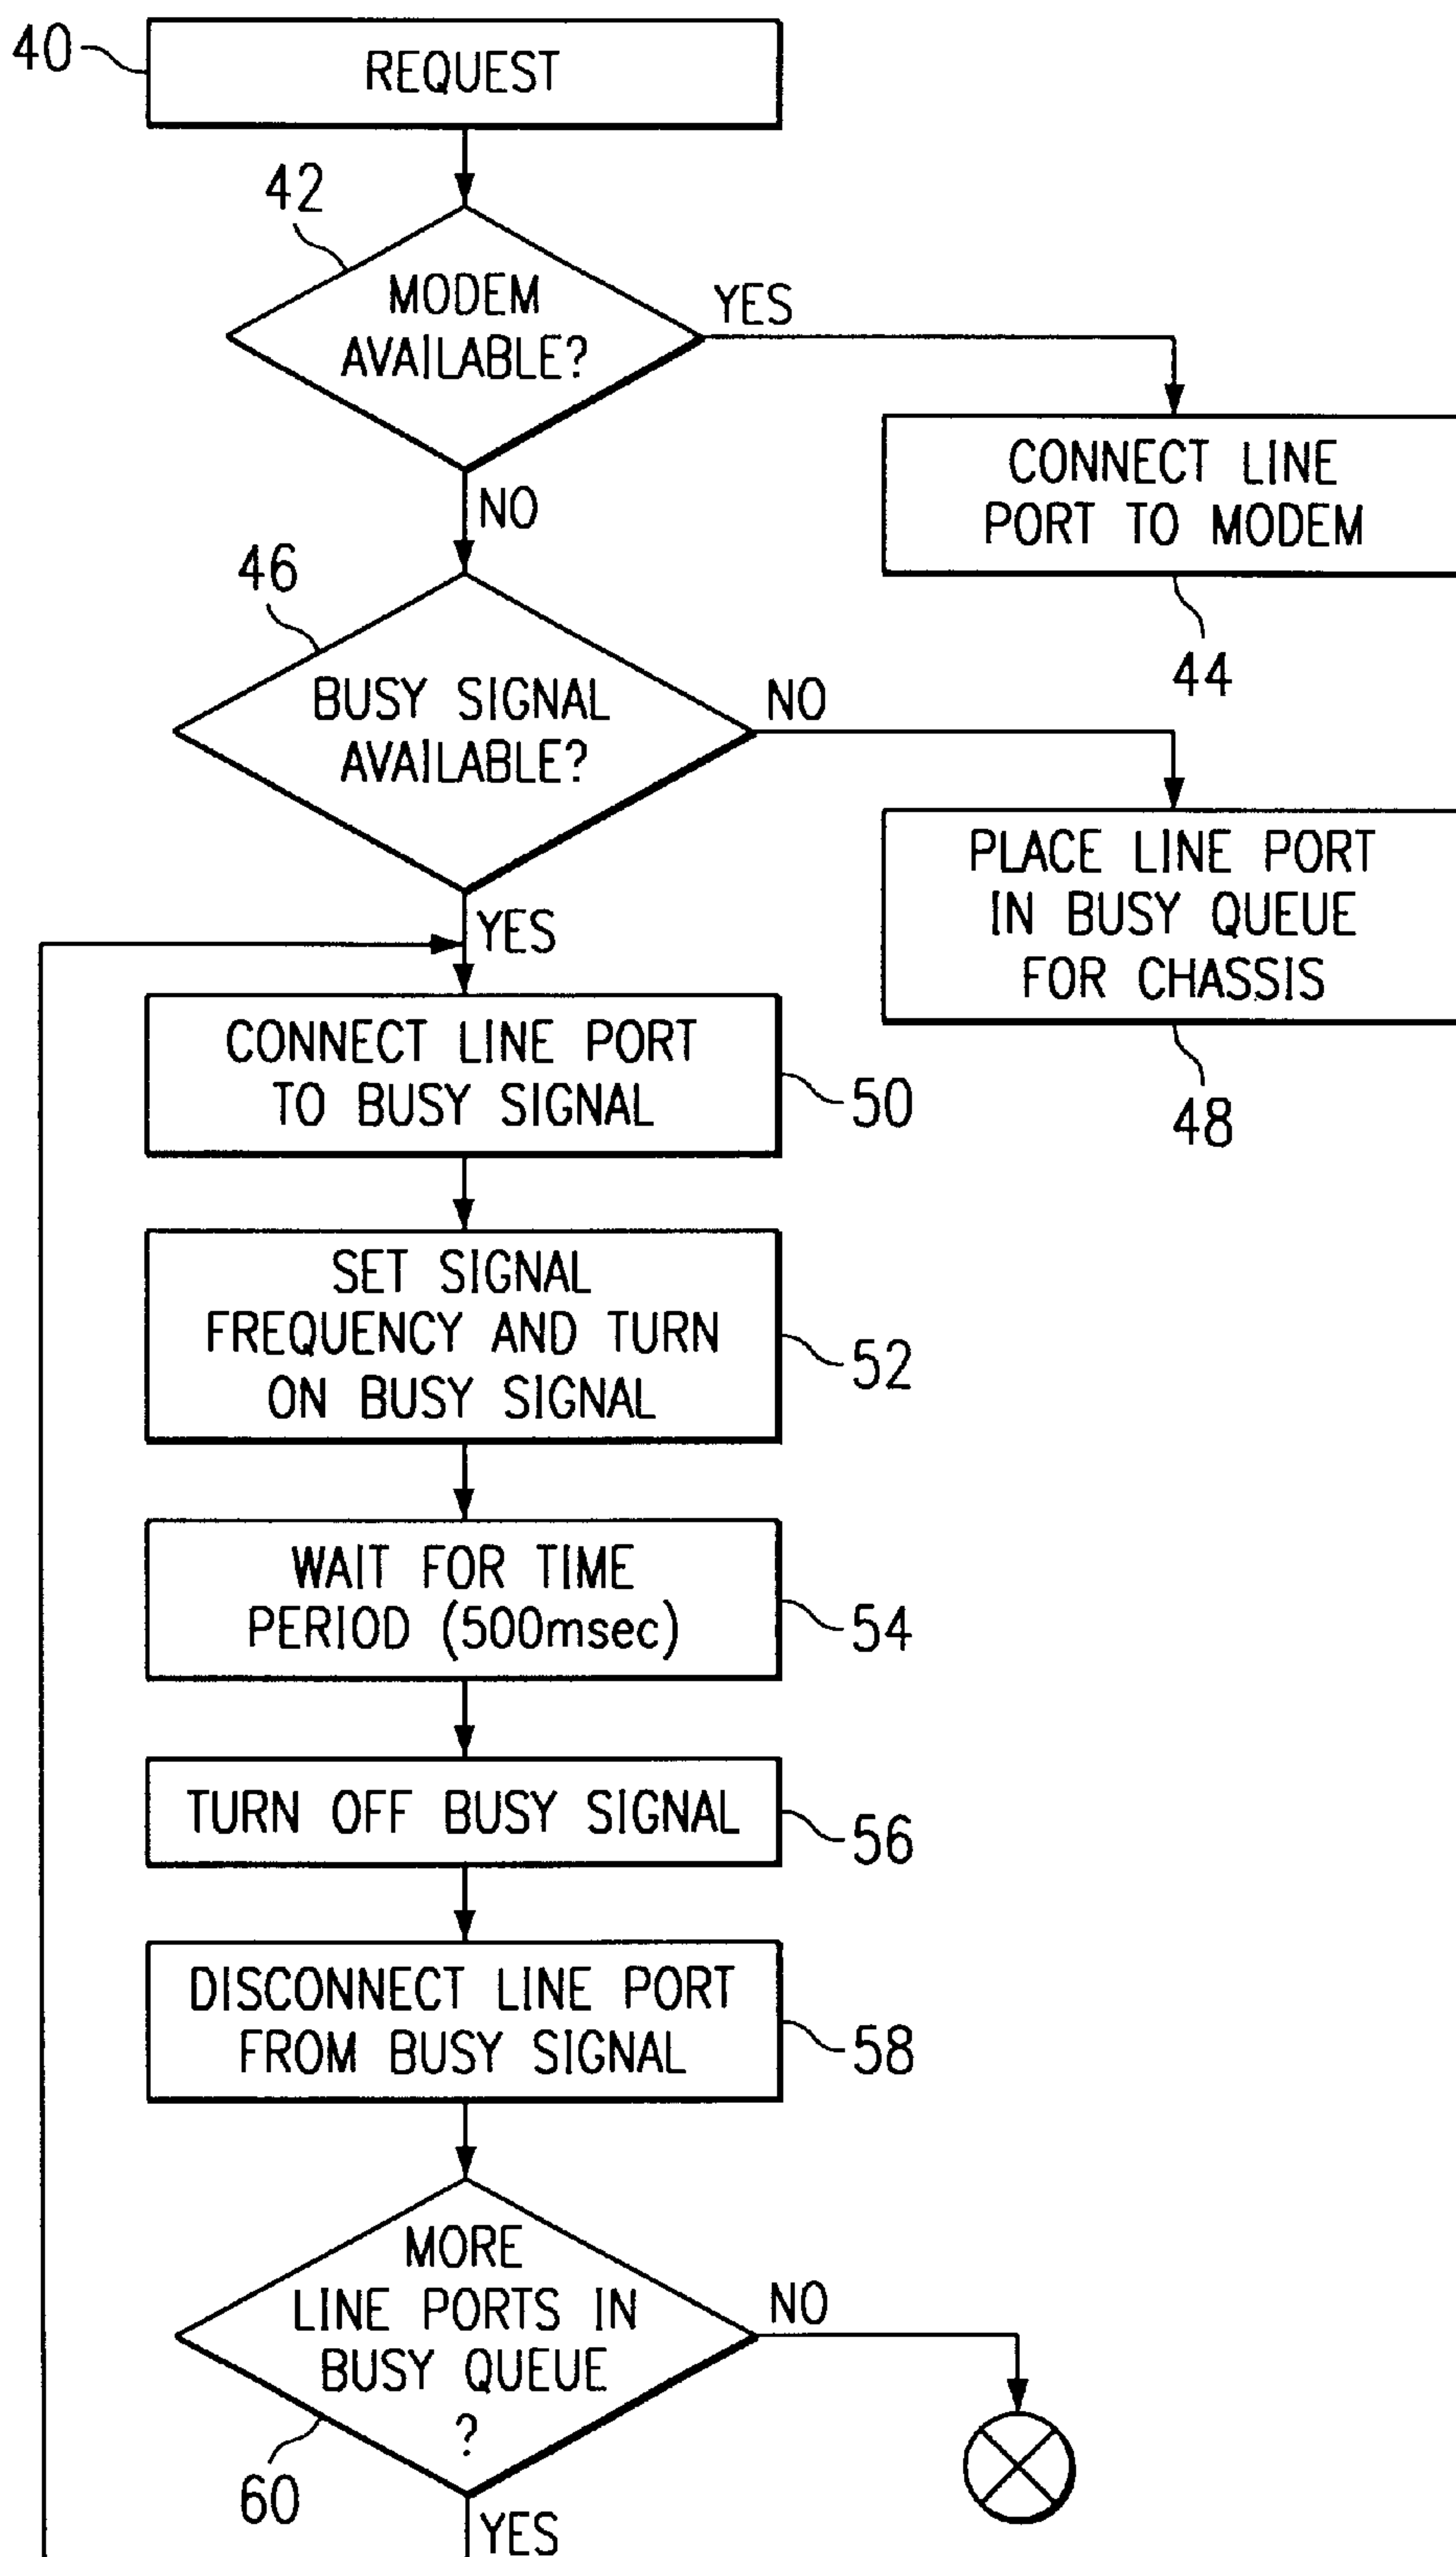 40
REQUEST
42
MODEM
AVAILABLE?
YES
CONNECT LINE
PORT TO MODEM
44
NO
46
BUSY SIGNAL
AVAILABLE?
NO
PLACE LINE PORT
IN BUSY QUEUE
FOR CHASSIS
48
YES
CONNECT LINE PORT
TO BUSY SIGNAL
50
SET SIGNAL
FREQUENCY AND TURN
ON BUSY SIGNAL
52
WAIT FOR TIME
PERIOD (500msec)
54
TURN OFF BUSY SIGNAL
56
DISCONNECT LINE PORT
FROM BUSY SIGNAL
58
MORE
LINE PORTS IN
BUSY QUEUE
?
NO
60
YES